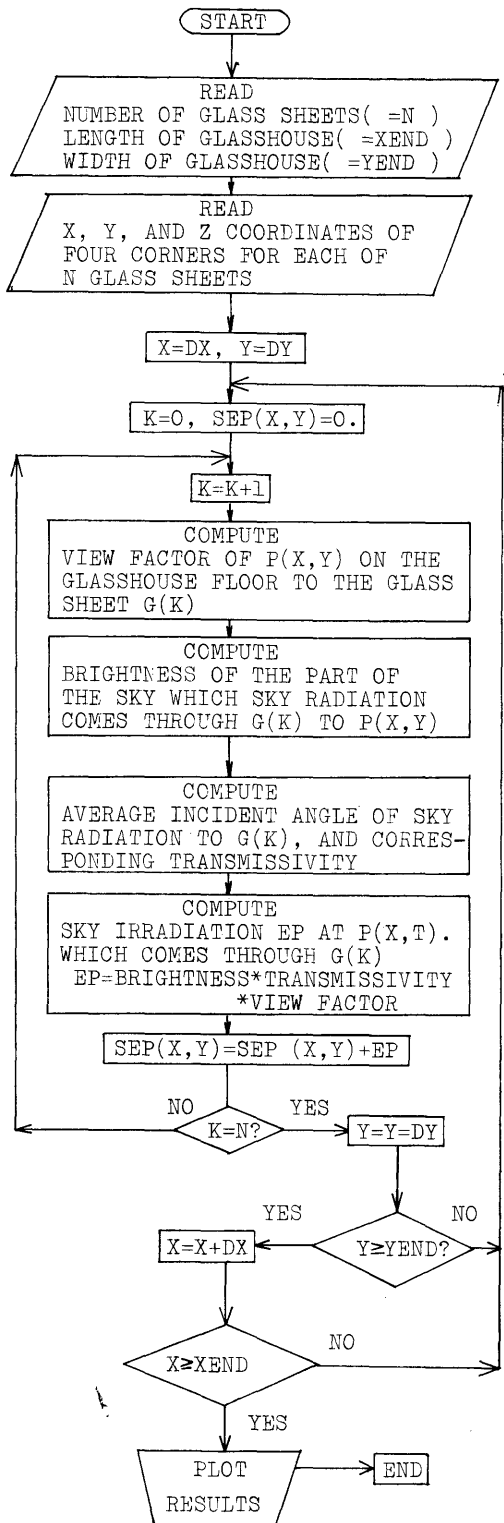 START
READ
NUMBER OF GLASS SHEETS( =N )
LENGTH OF GLASSHOUSE( =XEND )
WIDTH OF GLASSHOUSE( =YEND )
READ
X, Y, AND Z COORDINATES OF
FOUR CORNERS FOR EACH OF
N GLASS SHEETS
X=DX, Y=DY
K=0, SEP(X,Y)=0.
K=K+1
COMPUTE
VIEW FACTOR OF P(X,Y) ON THE
GLASSHOUSE FLOOR TO THE GLASS
SHEET G(K)
COMPUTE
BRIGHTNESS OF THE PART OF
THE SKY WHICH SKY RADIATION
COMES THROUGH G(K) TO P(X,Y)
COMPUTE
AVERAGE INCIDENT ANGLE OF SKY
RADIATION TO G(K), AND CORRES-
PONDING TRANSMISSIVITY
COMPUTE
SKY IRRADIATION EP AT P(X,T).
WHICH COMES THROUGH G(K)
EP=BRIGHTNESS*TRANSMISSIVITY
*VIEW FACTOR
SEP(X,Y)=SEP (X,Y)+EP
NO
K=N?
YES
Y=Y=DY
YES
Y≥YEND?
NO
X=X+DX
X≥XEND
NO
YES
PLOT
RESULTS
END